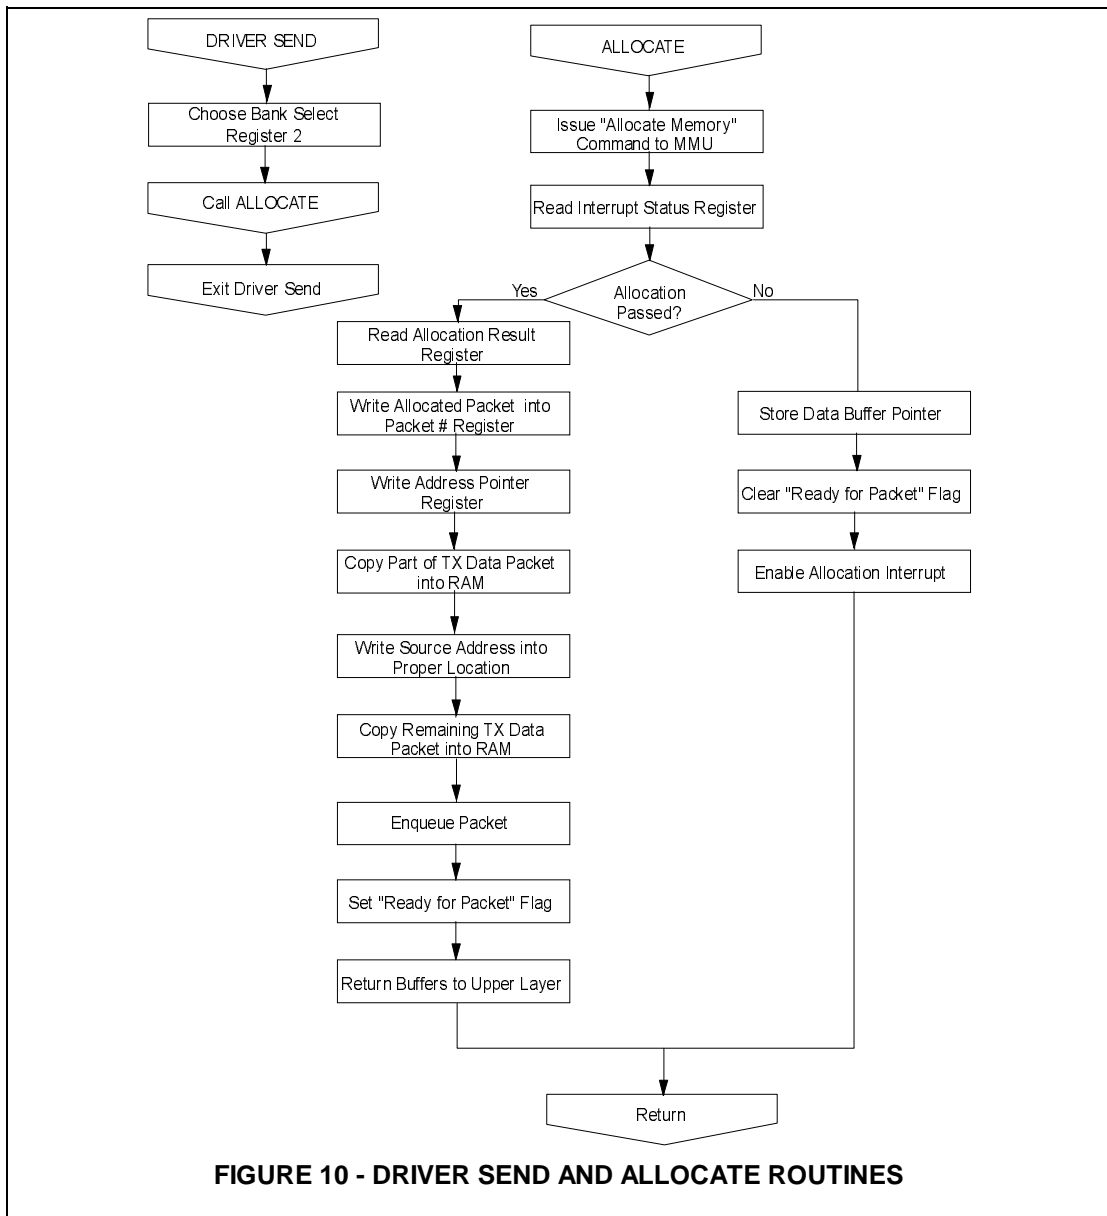 DRIVER SEND
Choose Bank Select
Register 2
Call ALLOCATE
Exit Driver Send
ALLOCATE
Issue "Allocate Memory"
Command to MMU
Read Interrupt Status Register
Allocation
Passed?
Yes
No
Read Allocation Result
Register
Write Allocated Packet into
Packet # Register
Write Address Pointer
Register
Copy Part of TX Data Packet
into RAM
Write Source Address into
Proper Location
Copy Remaining TX Data
Packet into RAM
Enqueue Packet
Set "Ready for Packet" Flag
Return Buffers to Upper Layer
Store Data Buffer Pointer
Clear "Ready for Packet" Flag
Enable Allocation Interrupt
Return
FIGURE 10 - DRIVER SEND AND ALLOCATE ROUTINES